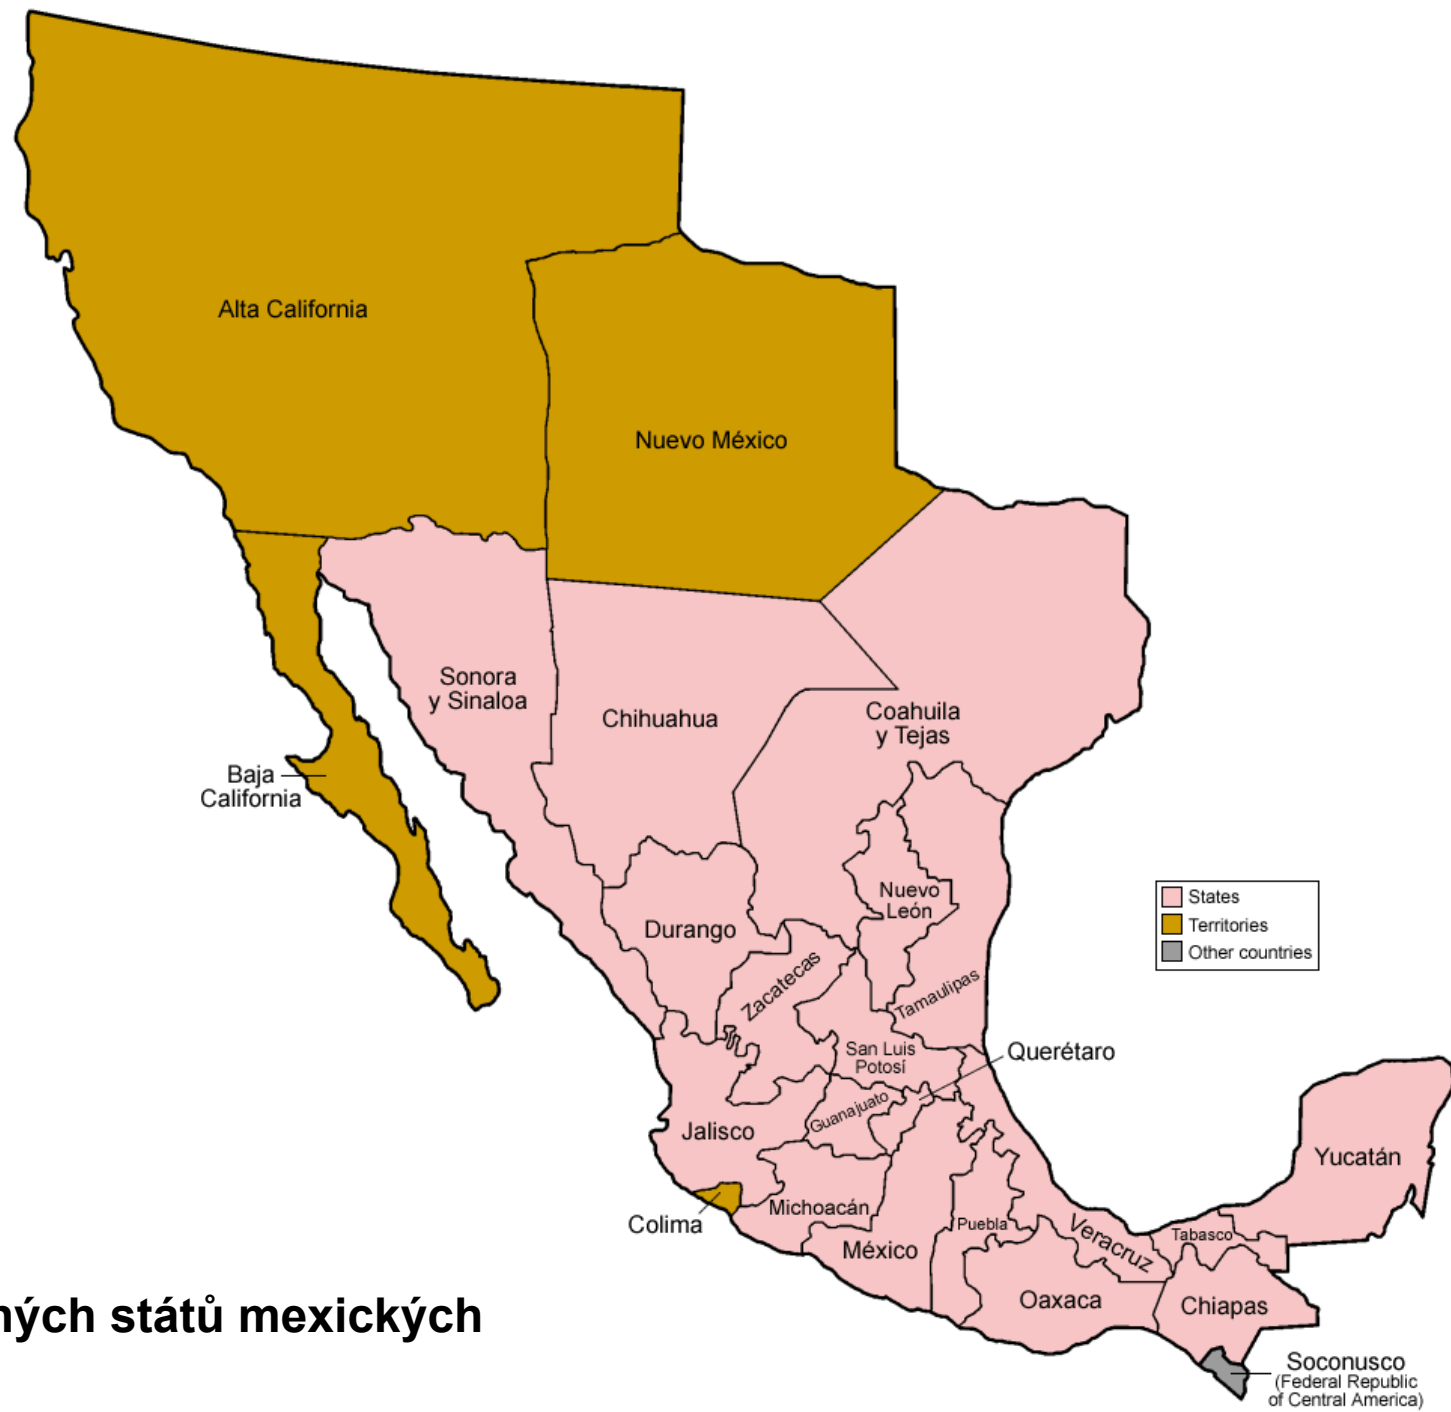 Alta California
Nuevo México
Sonora
y Sinaloa
Chihuahua
Coahuila
y Tejas
Baja
California
Nuevo
León
States
Territories
Other countries
Durango
Zacatecas
Tamaulipas
San Luis
Potosí
Querétaro
Guanajuato
Jalisco
Yucatán
Michoacán
Colima
México
Puebla
Veracruz
Tabasco
Oaxaca
Chiapas
států mexických
Soconusco
(Federal Republic
of Central America)